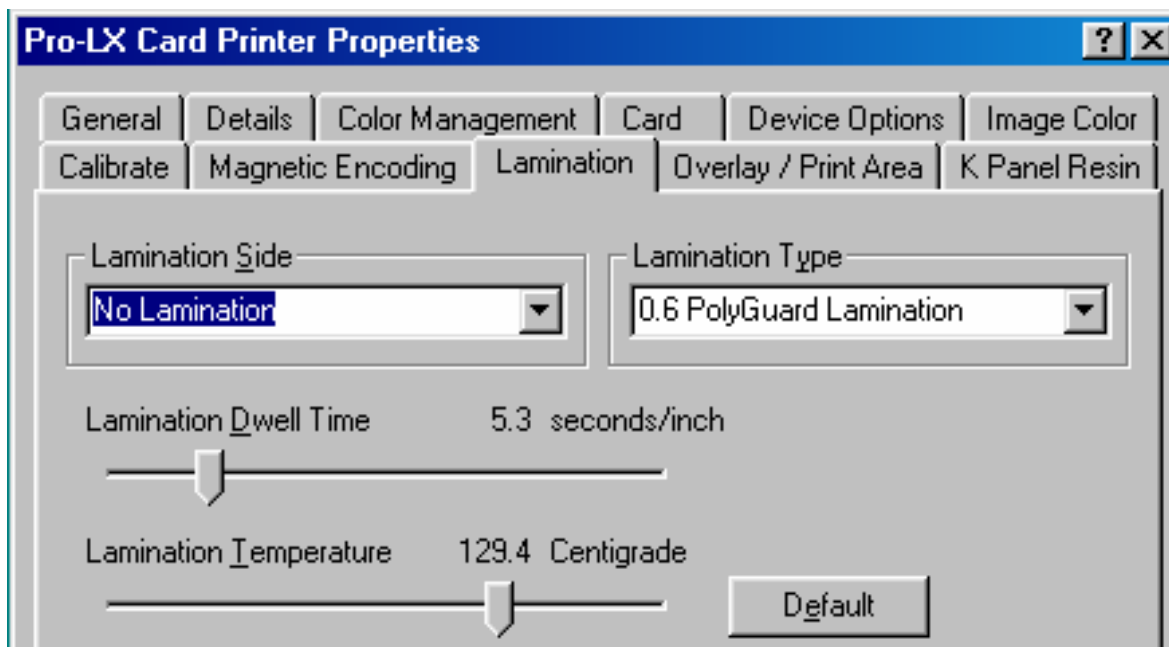 Pro-LX Card Printer Properties
General Details Color Management Card Device Options Image Color
Calibrate Magnetic Encoding Lamination Overlay / Print Area K Panel Resin
Lamination Side Lamination Type
No Lamination 0.6 PolyGuard Lamination
Lamination Dwell Time 5.3 seconds/inch
Lamination Temperature 129.4 Centigrade
Default